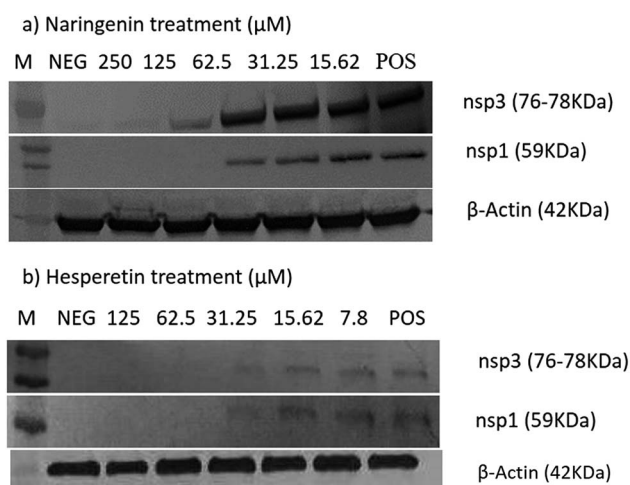 a) Naringenin treatment (μM)
M NEG 250 125 62.5 31.25 15.62 POS
nsp3 (76-78KDa)
nsp1 (59KDa)
β-Actin (42KDa)
b) Hesperetin treatment (μM)
M NEG 125 62.5 31.25 15.62 7.8 POS
nsp3 (76-78KDa)
nsp1 (59KDa)
β-Actin (42KDa)